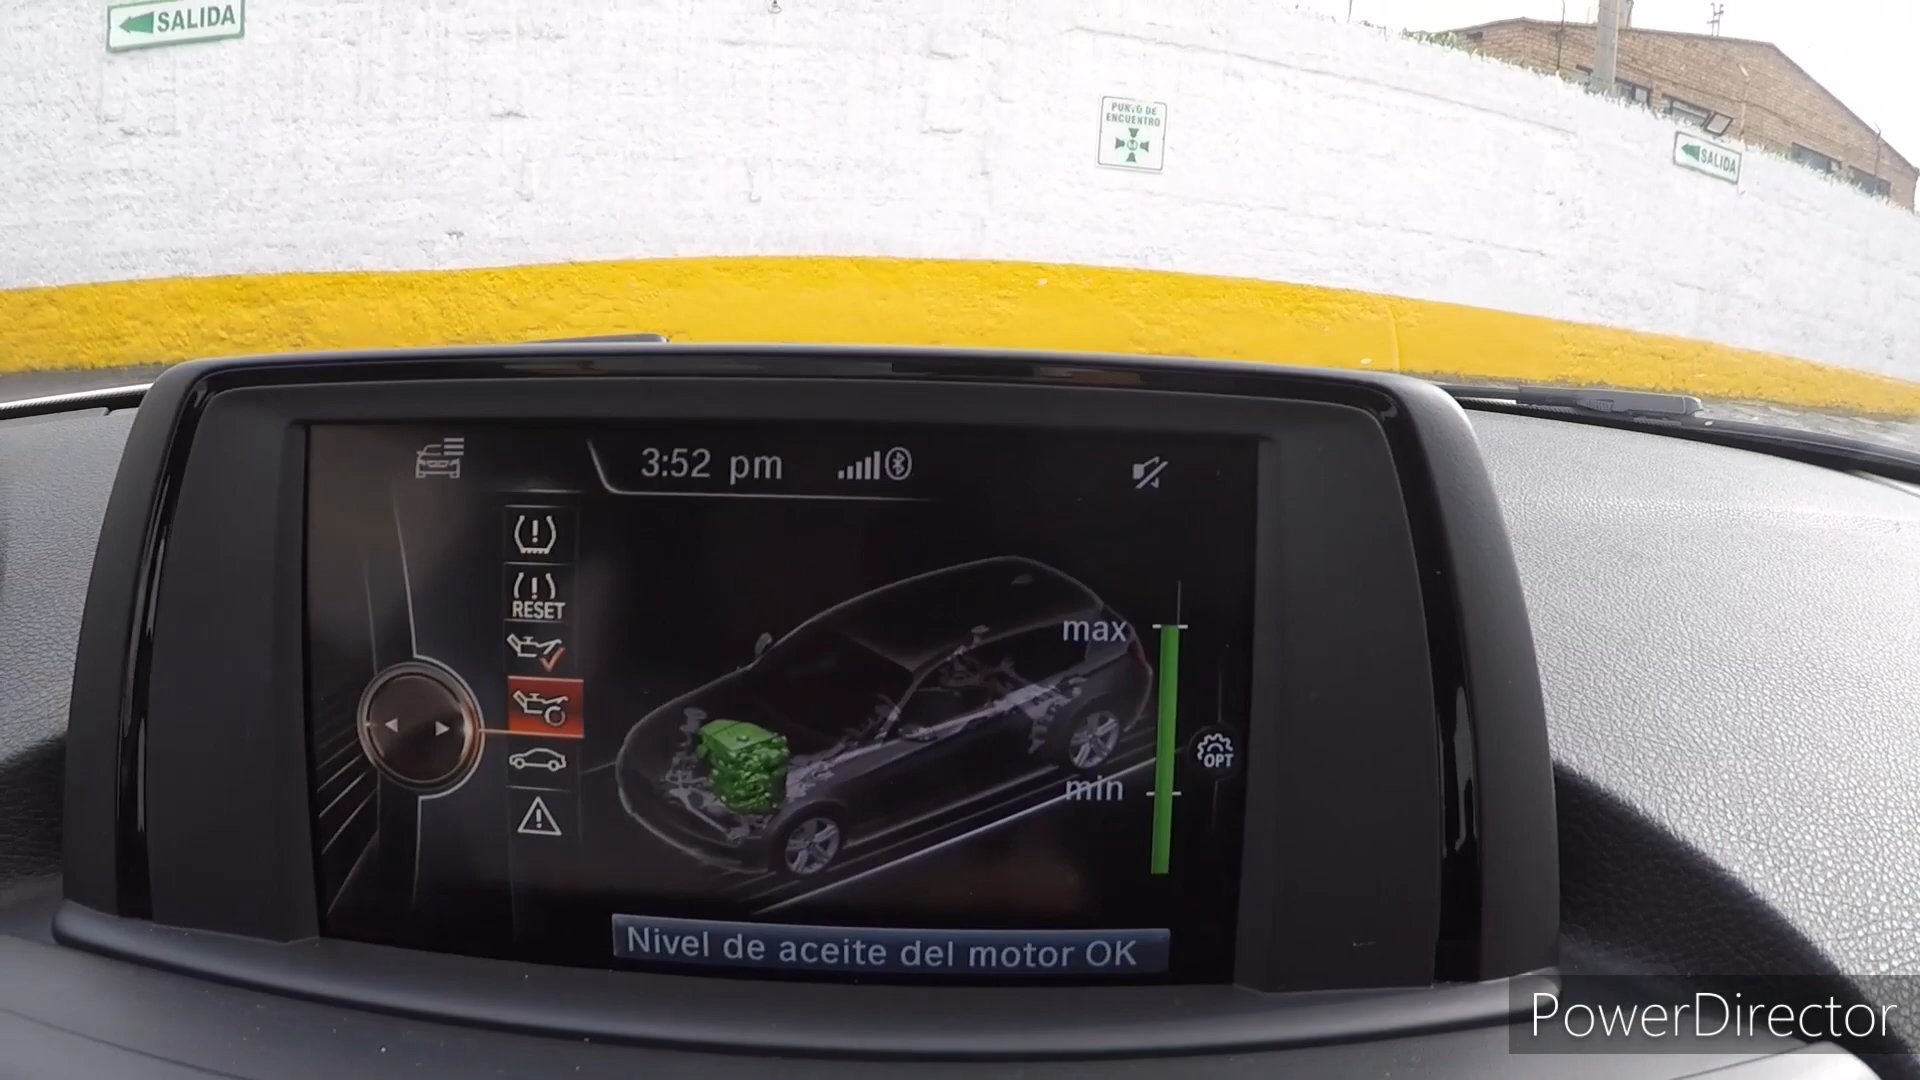 SALIDA
PUNTO DE
ENCUENTRO
SALIDA
3:52 pm
RESET
max
min
OPT
Nivel de aceite del motor OK
PowerDirector